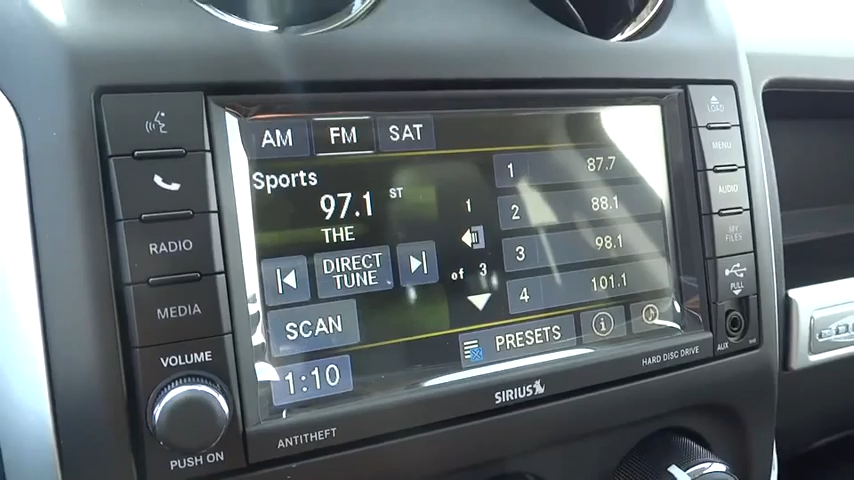 AM FM SAT
Sports
97.1 ST
THE
DIRECT TUNE
SCAN
1:10
1
of 3
1 87.7
2 88.1
3 98.1
4 101.1
PRESETS
i
RADIO
MEDIA
VOLUME
PUSH ON
LOAD
MENU
AUDIO
MY FILES
PULL
AUX
ANTITHEFT
SIRIUS
HARD DISC DRIVE